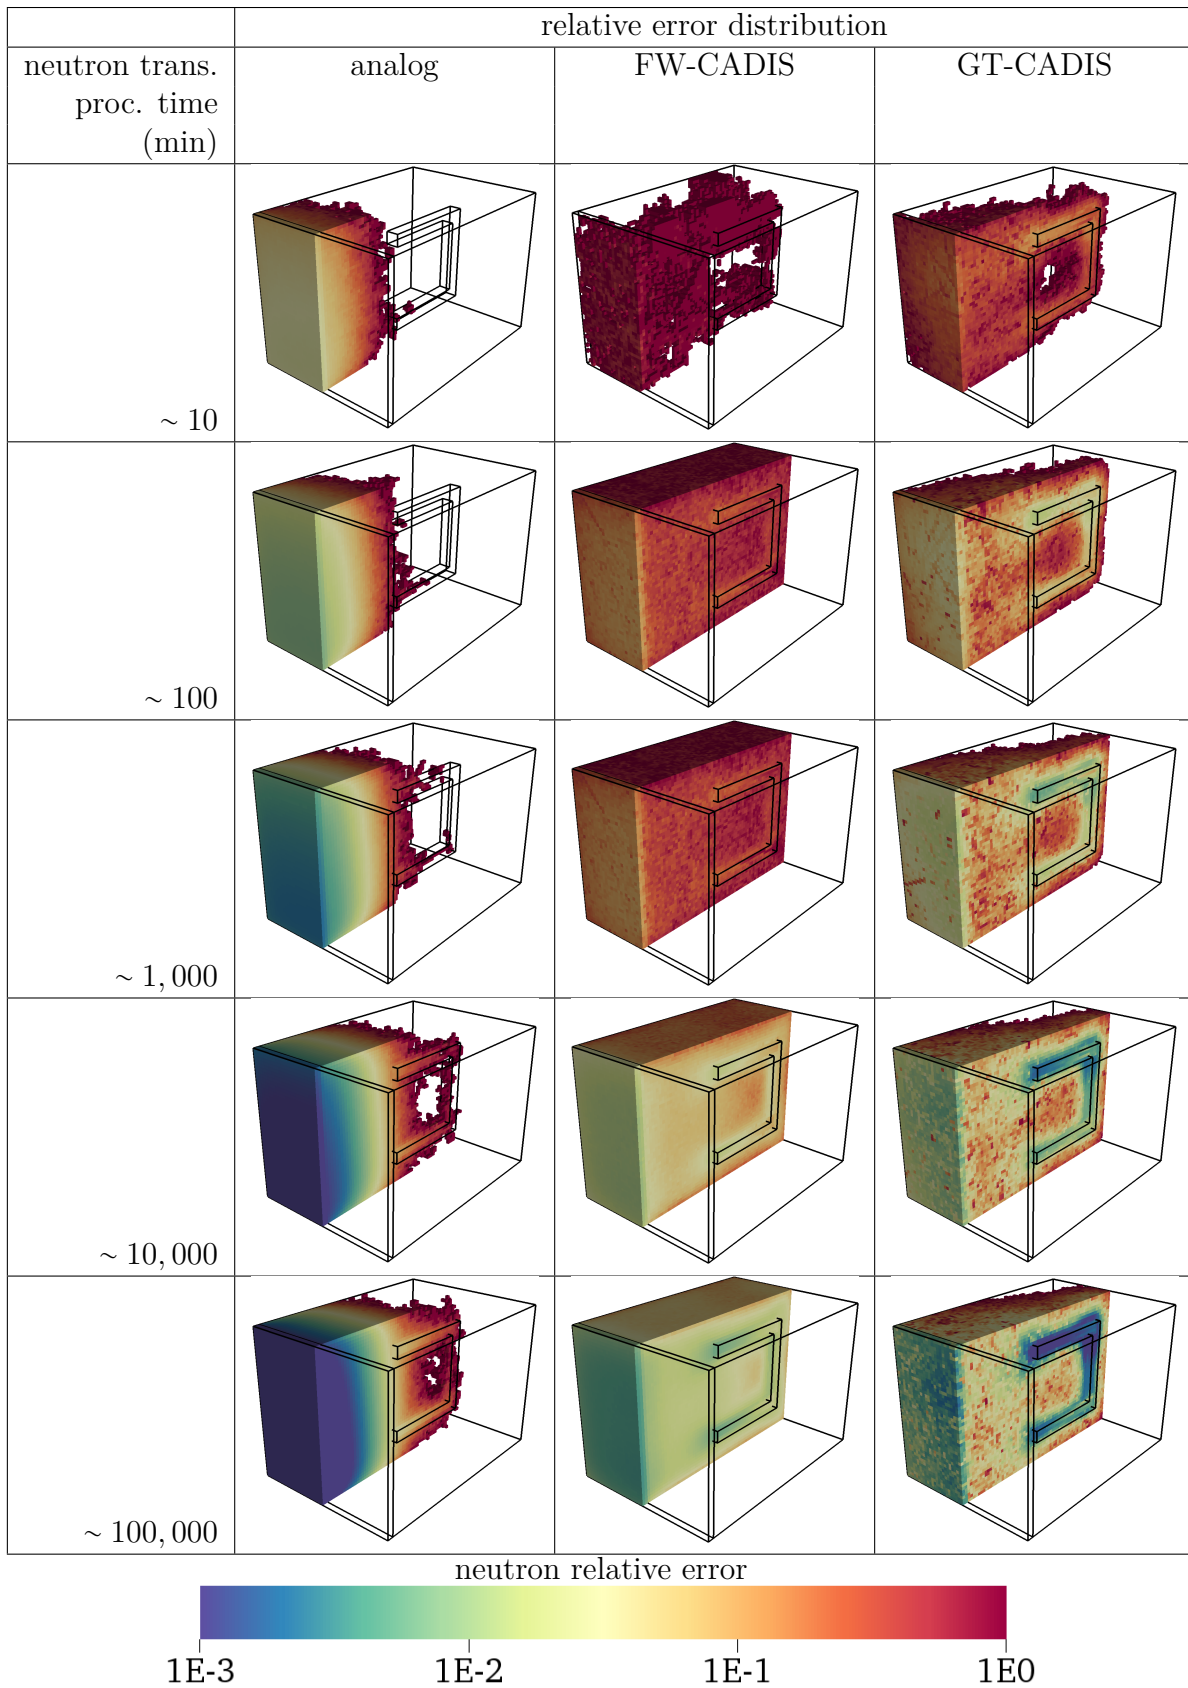 relative error distribution
neutron trans. proc. time (min)
analog
FW-CADIS
GT-CADIS
~ 10
~ 100
~ 1,000
~ 10,000
~ 100,000
neutron relative error
1E-3
1E-2
1E-1
1E0